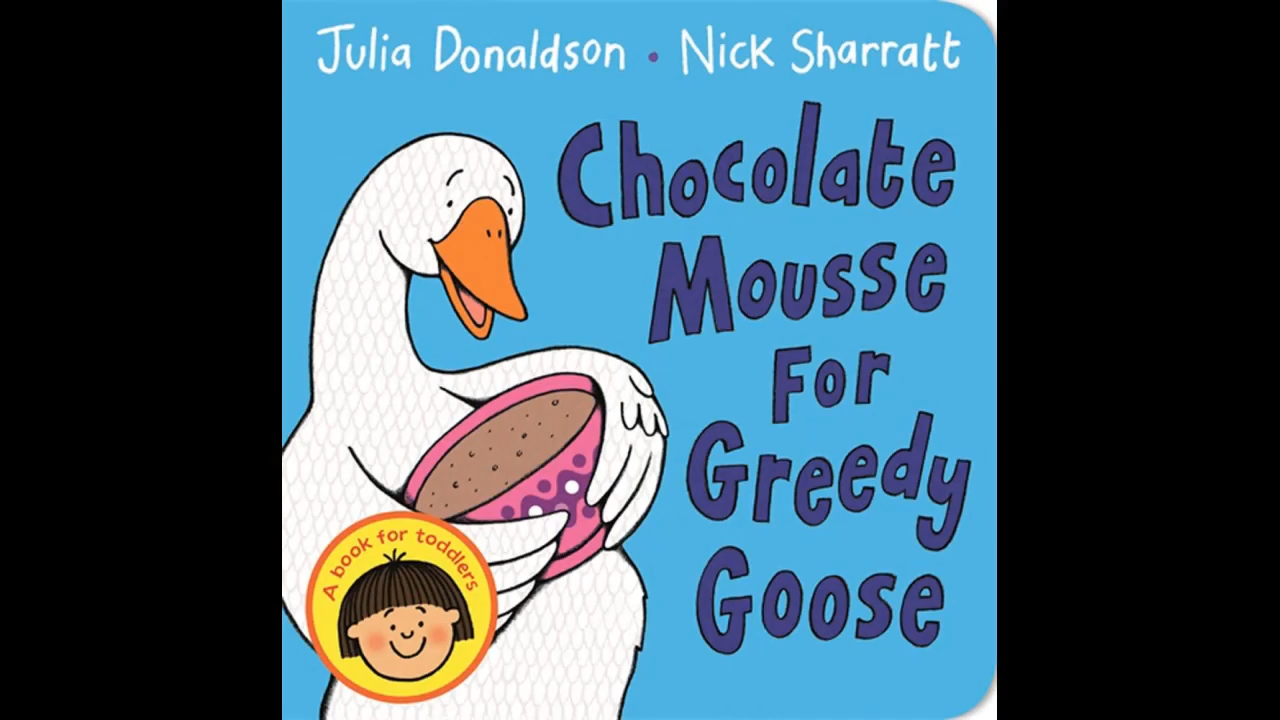 Julia Donaldson • Nick Sharratt
Chocolate
Mousse
For
Greedy
Goose
A book for toddlers